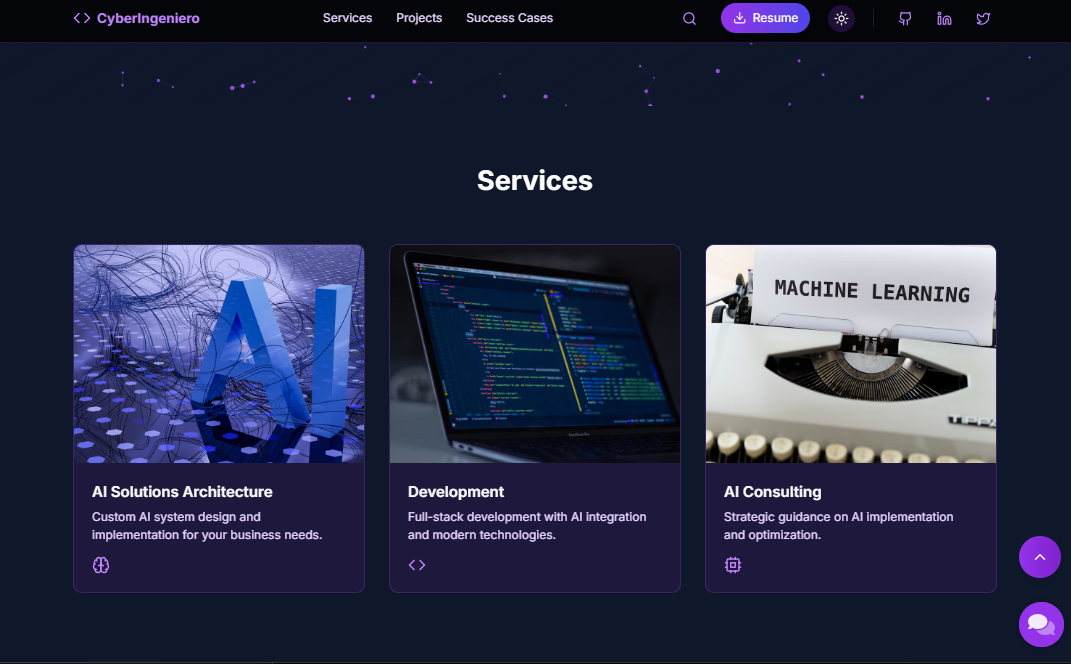 CyberIngeniero
Services
Projects
Success Cases
Resume
Services
AI
MACHINE LEARNING
AI Solutions Architecture
Custom AI system design and
implementation for your business needs.
Development
Full-stack development with AI integration
and modern technologies.
AI Consulting
Strategic guidance on AI implementation
and optimization.